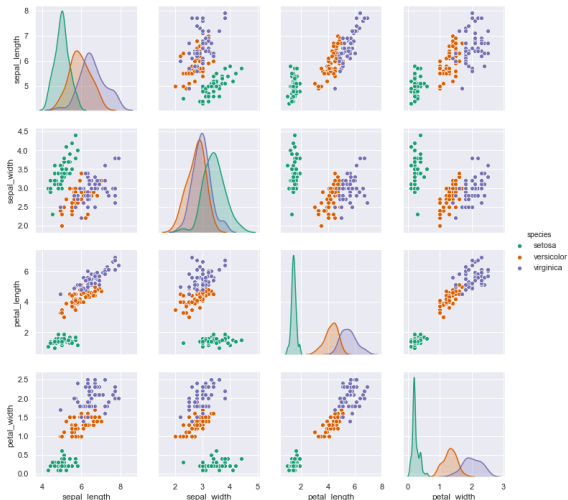 sepal_length
8
7
6
5
sepal_width
4.5
4.0
3.5
3.0
2.5
2.0
species
setosa
versicolor
virginica
petal_length
6
4
2
petal_width
2.5
2.0
1.5
1.0
0.5
0.0
4 6 8 2 3 4 5 2 4 6 8 0 1 2 3
sepal_length sepal_width petal_length petal_width